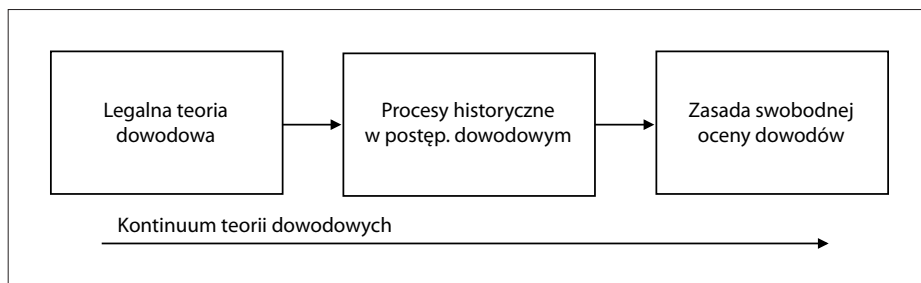 Legalna teoria
dowodowa
Procesy historyczne
w postęp. dowodowym
Zasada swobodnej
oceny dowodów
Kontinuum teorii dowodowych